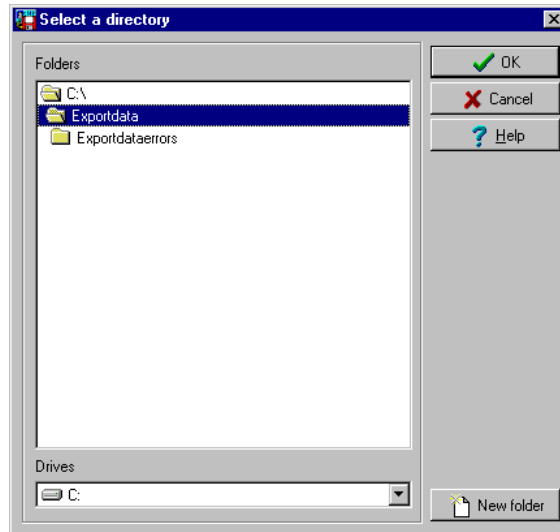 Select a directory
Folders
C:\
Exportdata
Exportdataerrors
Drives
C:
OK
Cancel
Help
New folder